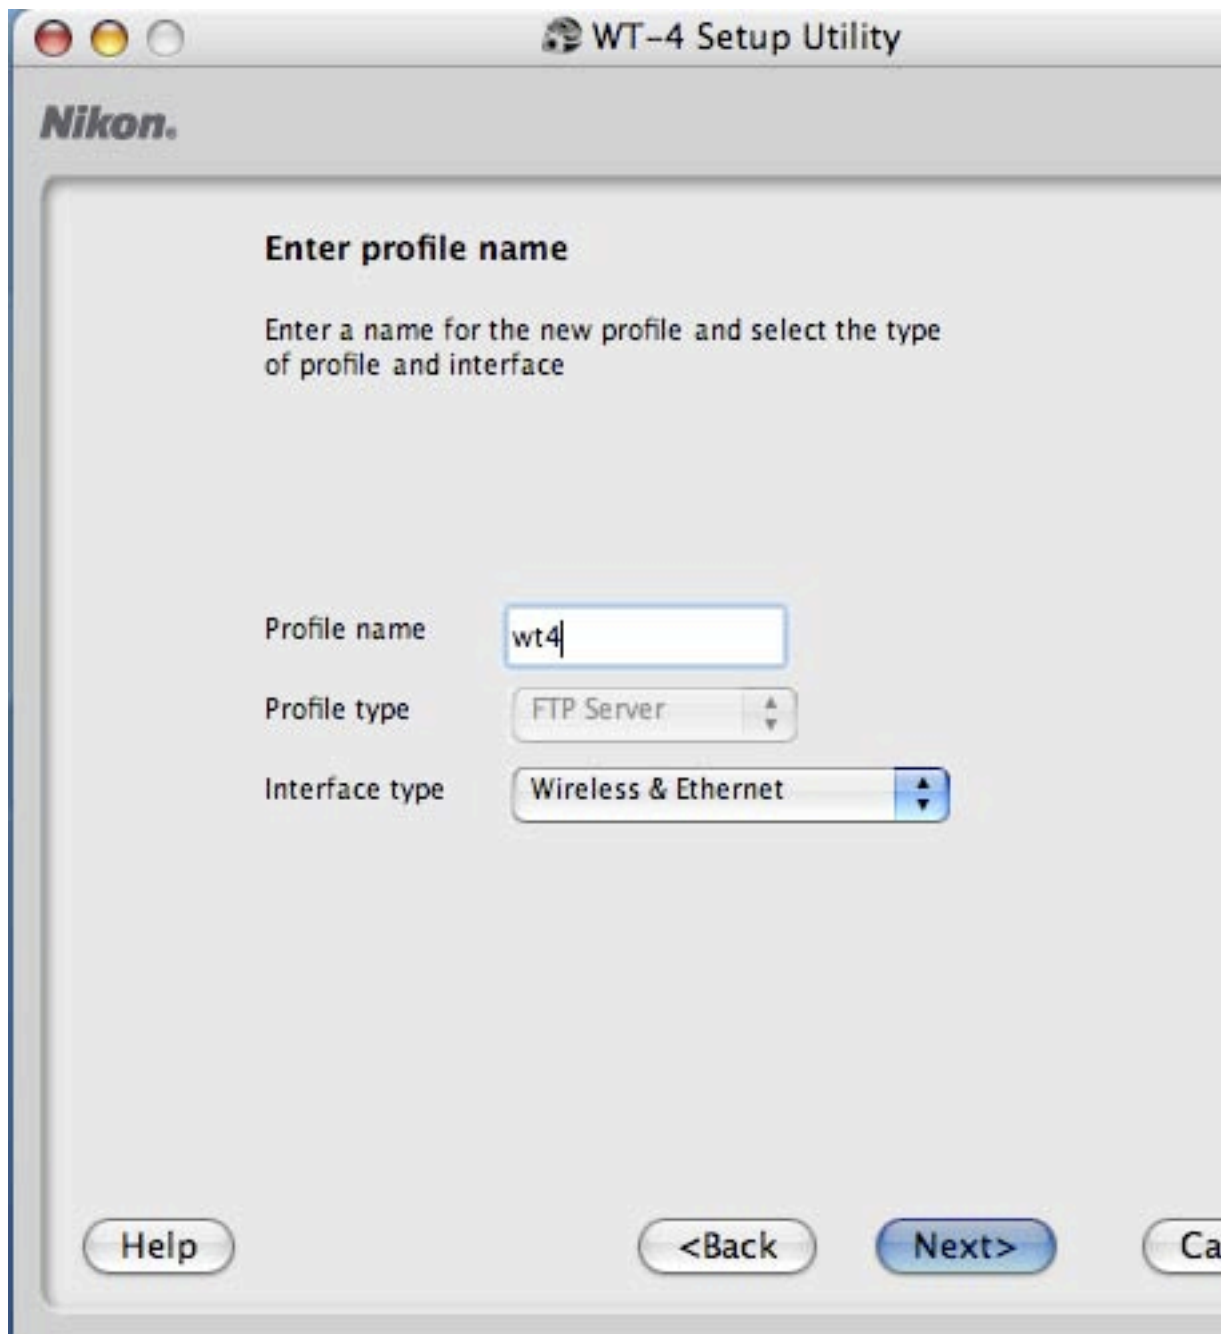 WT-4 Setup Utility
Nikon®
Enter profile name
Enter a name for the new profile and select the type
of profile and interface
Profile name wt4
Profile type FTP Server
Interface type Wireless & Ethernet
Help <Back Next> Ca